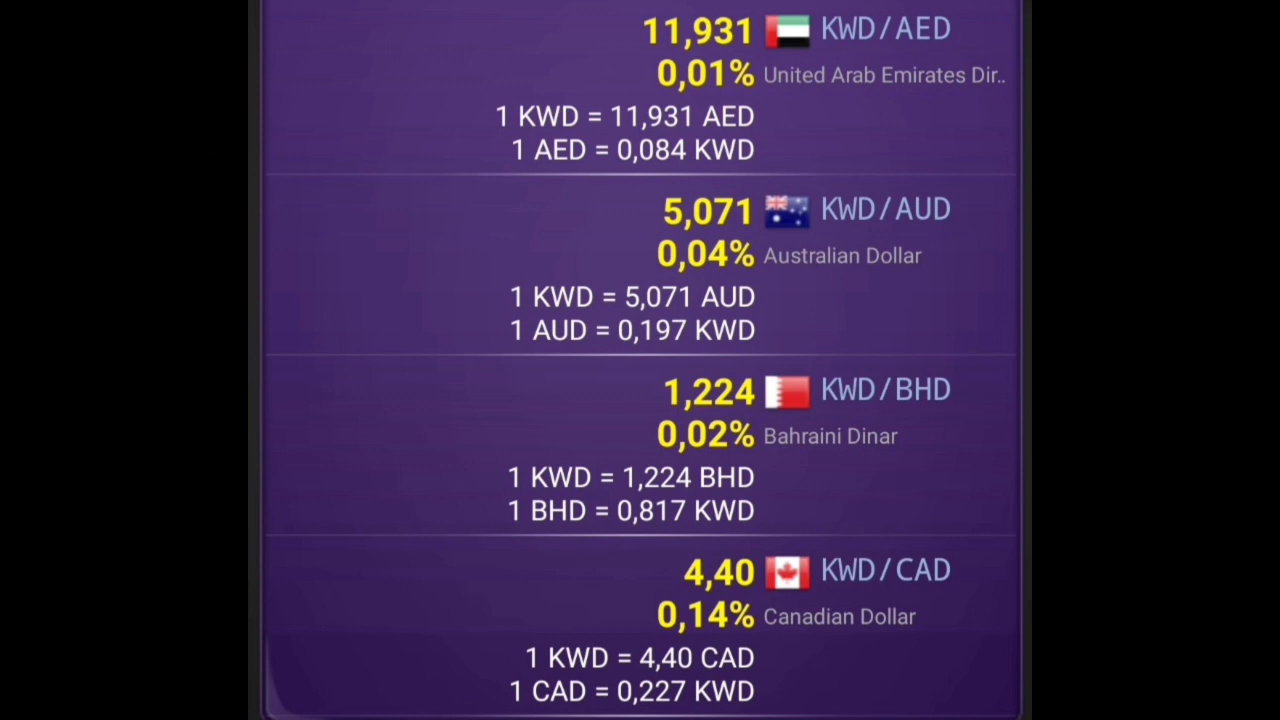 11,931 KWD/AED
0,01% United Arab Emirates Dir..
1 KWD = 11,931 AED
1 AED = 0,084 KWD
5,071 KWD/AUD
0,04% Australian Dollar
1 KWD = 5,071 AUD
1 AUD = 0,197 KWD
1,224 KWD/BHD
0,02% Bahraini Dinar
1 KWD = 1,224 BHD
1 BHD = 0,817 KWD
4,40 KWD/CAD
0,14% Canadian Dollar
1 KWD = 4,40 CAD
1 CAD = 0,227 KWD